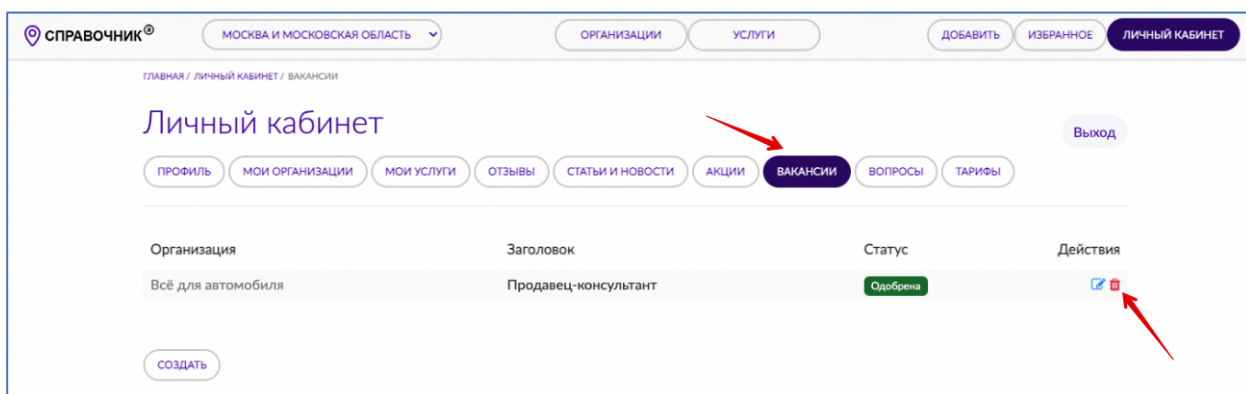 СПРАВОЧНИК® МОСКВА И МОСКОВСКАЯ ОБЛАСТЬ ОРГАНИЗАЦИИ УСЛУГИ ДОБАВИТЬ ИЗБРАННОЕ ЛИЧНЫЙ КАБИНЕТ
ГЛАВНАЯ / ЛИЧНЫЙ КАБИНЕТ / ВАКАНСИИ
Личный кабинет Выход
ПРОФИЛЬ МОИ ОРГАНИЗАЦИИ МОИ УСЛУГИ ОТЗЫВЫ СТАТЬИ И НОВОСТИ АКЦИИ ВАКАНСИИ ВОПРОСЫ ТАРИФЫ
Организация Заголовок Статус Действия
Всё для автомобиля Продавец-консультант Одобрена
СОЗДАТЬ